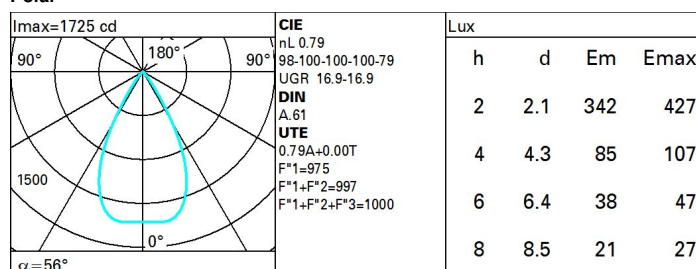 Imax=1725 cd
90°
180°
90°
1500
0°
α=56°
CIE
nL 0.79
98-100-100-100-79
UGR 16.9-16.9
DIN
A.61
UTE
0.79A+0.00T
F"1=975
F"1+F"2=997
F"1+F"2+F"3=1000
Lux
h d Em Emax
2 2.1 342 427
4 4.3 85 107
6 6.4 38 47
8 8.5 21 27